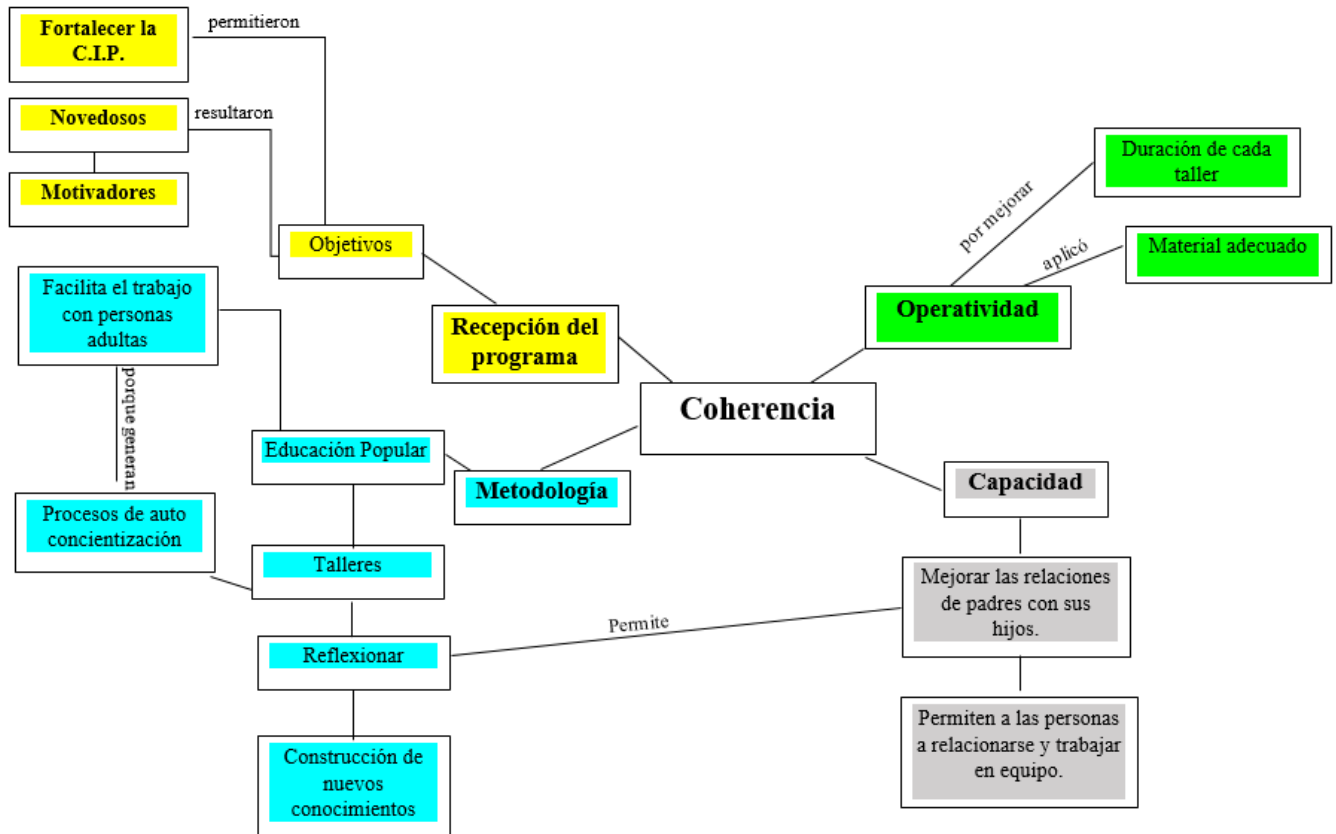 Fortalecer la
C.I.P.
permitieron
Novedosos
resultaron
Motivadores
Objetivos
Recepción del
programa
Duración de cada
taller
por mejorar
Material adecuado
aplicó
Operatividad
Coherencia
Facilita el trabajo
con personas
adultas
porque generan
Educación Popular
Metodología
Procesos de auto
concientización
Talleres
Reflexionar
Permite
Construcción de
nuevos
conocimientos
Capacidad
Mejorar las relaciones
de padres con sus
hijos.
Permiten a las personas
a relacionarse y trabajar
en equipo.